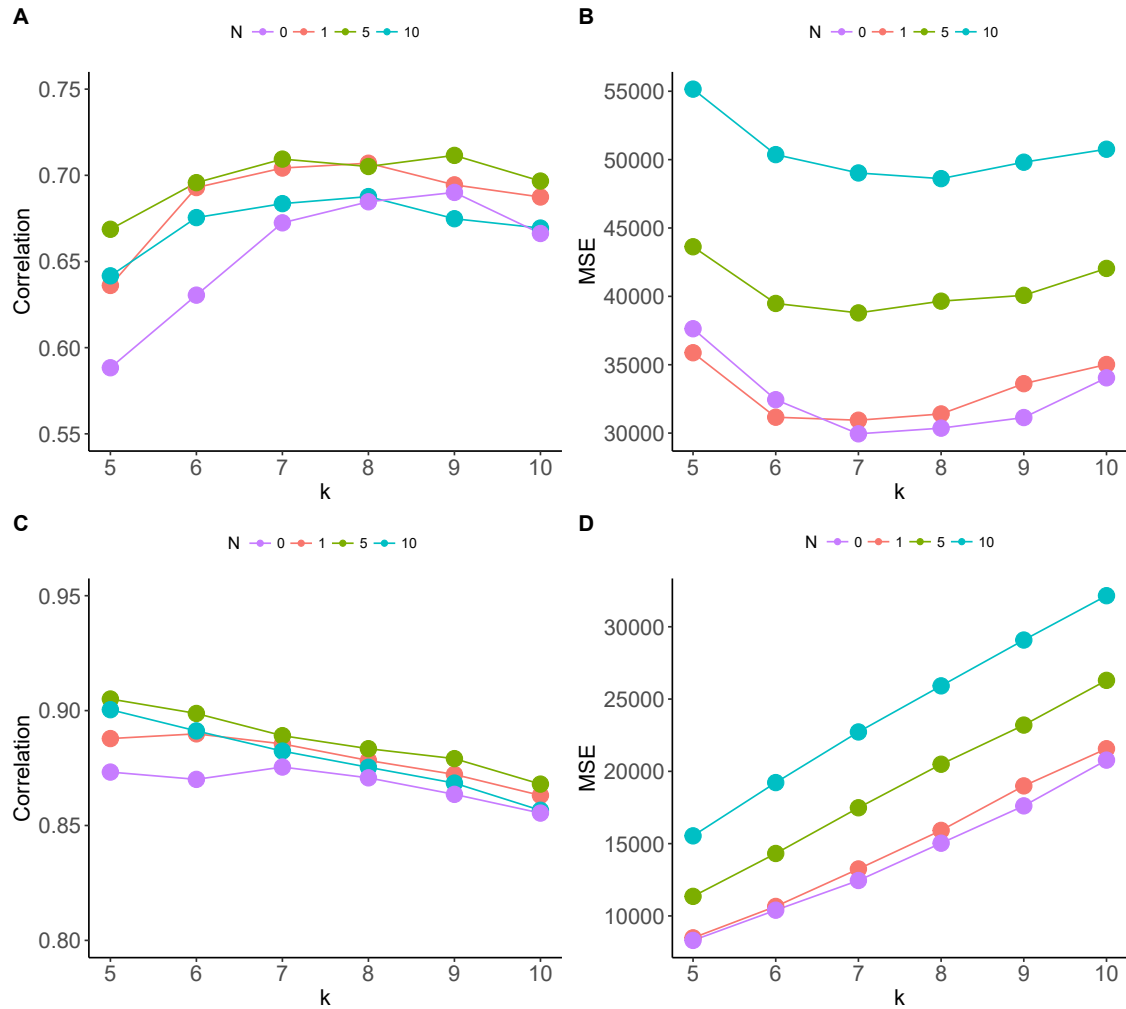 A
N 0 1 5 10
0.75
0.70
0.65
0.60
0.55
Correlation
5 6 7 8 9 10
k
B
N 0 1 5 10
55000
50000
45000
40000
35000
30000
MSE
5 6 7 8 9 10
k
C
N 0 1 5 10
0.95
0.90
0.85
0.80
Correlation
5 6 7 8 9 10
k
D
N 0 1 5 10
30000
25000
20000
15000
10000
MSE
5 6 7 8 9 10
k